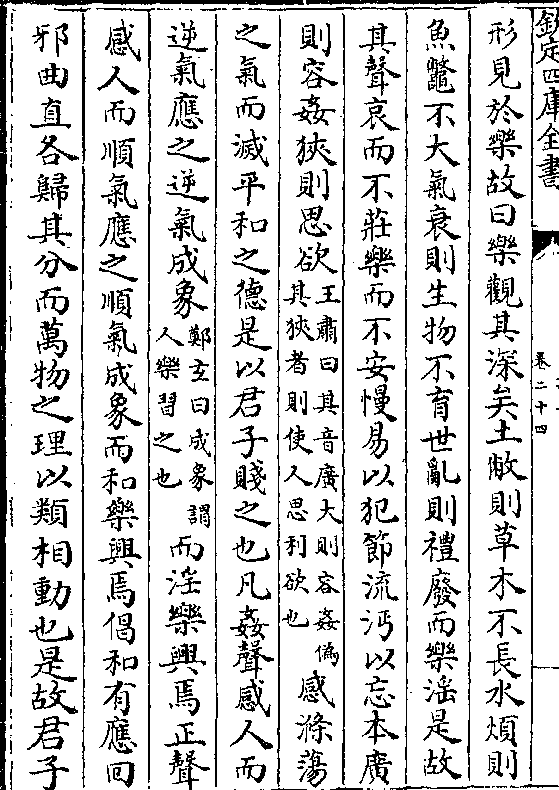 欽定四庫全書
卷二十四
形見於樂故曰樂觀其深矣土敝則草木不長水煩則
魚鼈不大氣衰則生物不育世亂則禮廢而樂淫是故
其聲哀而不莊樂而不安慢易以犯節流沔以忘本廣
則容姦狹則思欲王肅曰其音廣大則容姦偽其狹者則使人思利欲也感滌蕩
之氣而滅平和之德是以君子賤之也凡姦聲感人而
逆氣應之逆氣成象鄭玄曰成象謂人樂習之也而淫樂興焉正聲
感人而順氣應之順氣成象而和樂興焉倡和有應回
邪曲直各歸其分而萬物之理以類相動也是故君子